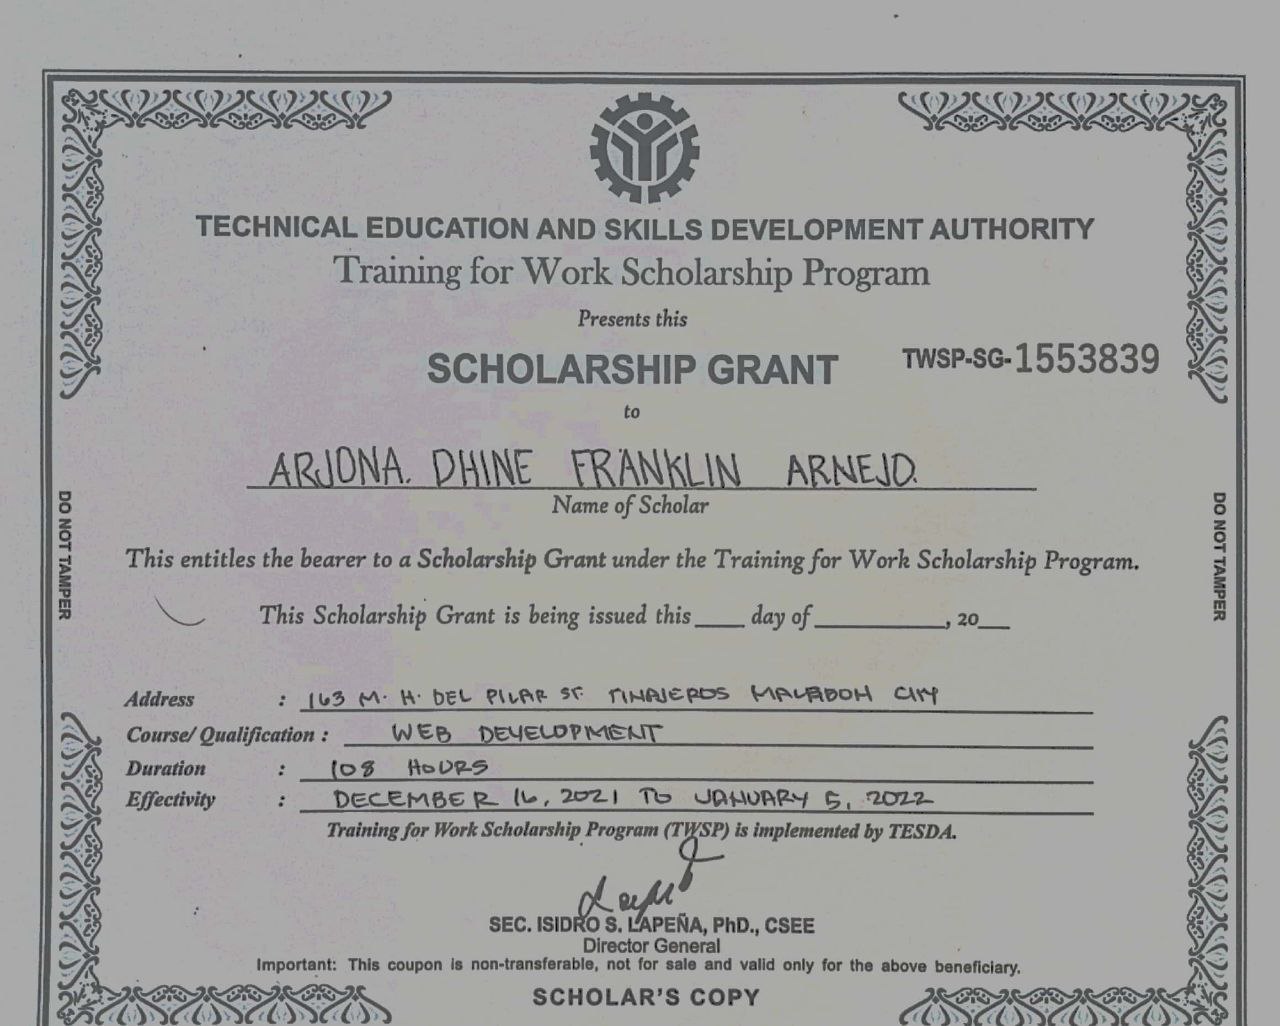 TECHNICAL EDUCATION AND SKILLS DEVELOPMENT AUTHORITY
Training for Work Scholarship Program
Presents this
SCHOLARSHIP GRANT
TWSP-SG-1553839
to
ARJONA. DHINE FRANKLIN ARNEJO.
Name of Scholar
This entitles the bearer to a Scholarship Grant under the Training for Work Scholarship Program.
This Scholarship Grant is being issued this ____ day of ____________, 20___
DO NOT TAMPER
DO NOT TAMPER
Address : 163 M. H. DEL PILAR ST. TINAJEROS MALABON CITY
Course/ Qualification : WEB DEVELOPMENT
Duration : 108 HOURS
Effectivity : DECEMBER 16, 2021 TO JANUARY 5, 2022
Training for Work Scholarship Program (TWSP) is implemented by TESDA.
SEC. ISIDRO S. LAPEÑA, PhD., CSEE
Director General
Important: This coupon is non-transferable, not for sale and valid only for the above beneficiary.
SCHOLAR'S COPY